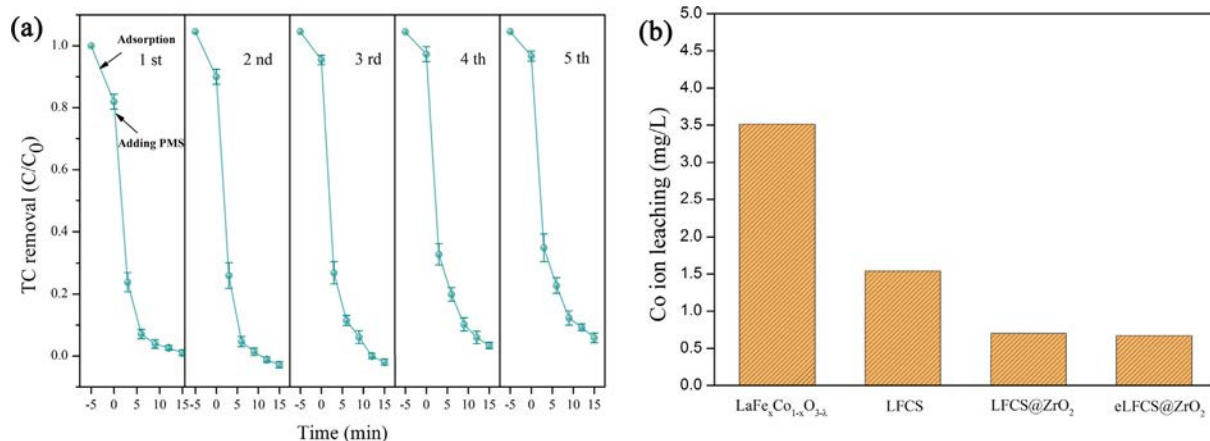 (a)
TC removal (C/C0)
1.0
0.8
0.6
0.4
0.2
0.0
Adsorption
1 st
Adding PMS
2 nd
3 rd
4 th
5 th
-5 0 5 10 15 -5 0 5 10 15 -5 0 5 10 15 -5 0 5 10 15 -5 0 5 10 15
Time (min)
(b)
Co ion leaching (mg/L)
5.0
4.5
4.0
3.5
3.0
2.5
2.0
1.5
1.0
0.5
0.0
LaFexCo1-xO3-λ LFCS LFCS@ZrO2 eLFCS@ZrO2